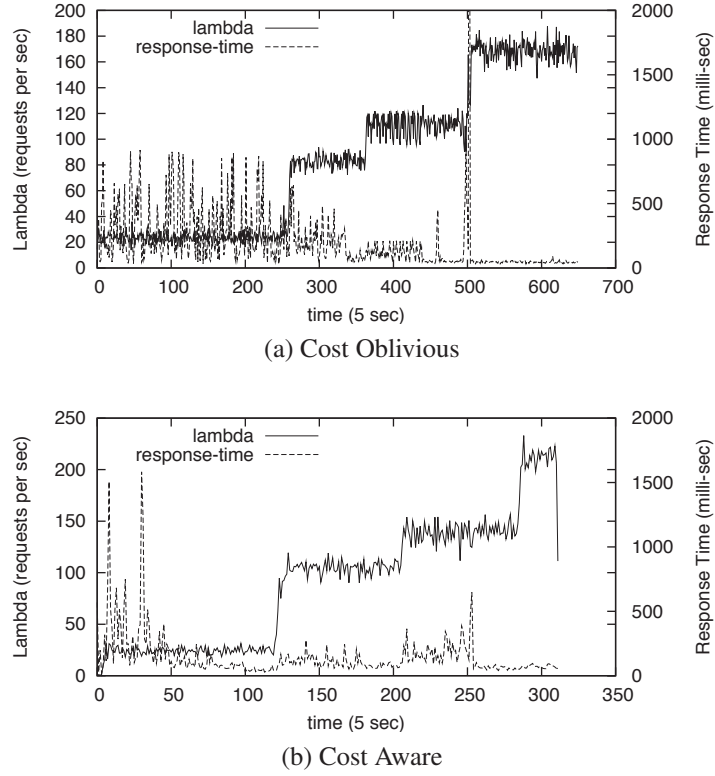 200 2000
lambda
180
response-time
160
1500
140
120
100 1000
80
60
500
40
20
0 0
0 100 200 300 400 500 600 700
Lambda (requests per sec)
Response Time (milli-sec)
time (5 sec)
(a) Cost Oblivious
250 2000
lambda
response-time
200
1500
150
1000
100
500
50
0 0
0 50 100 150 200 250 300 350
Lambda (requests per sec)
Response Time (milli-sec)
time (5 sec)
(b) Cost Aware